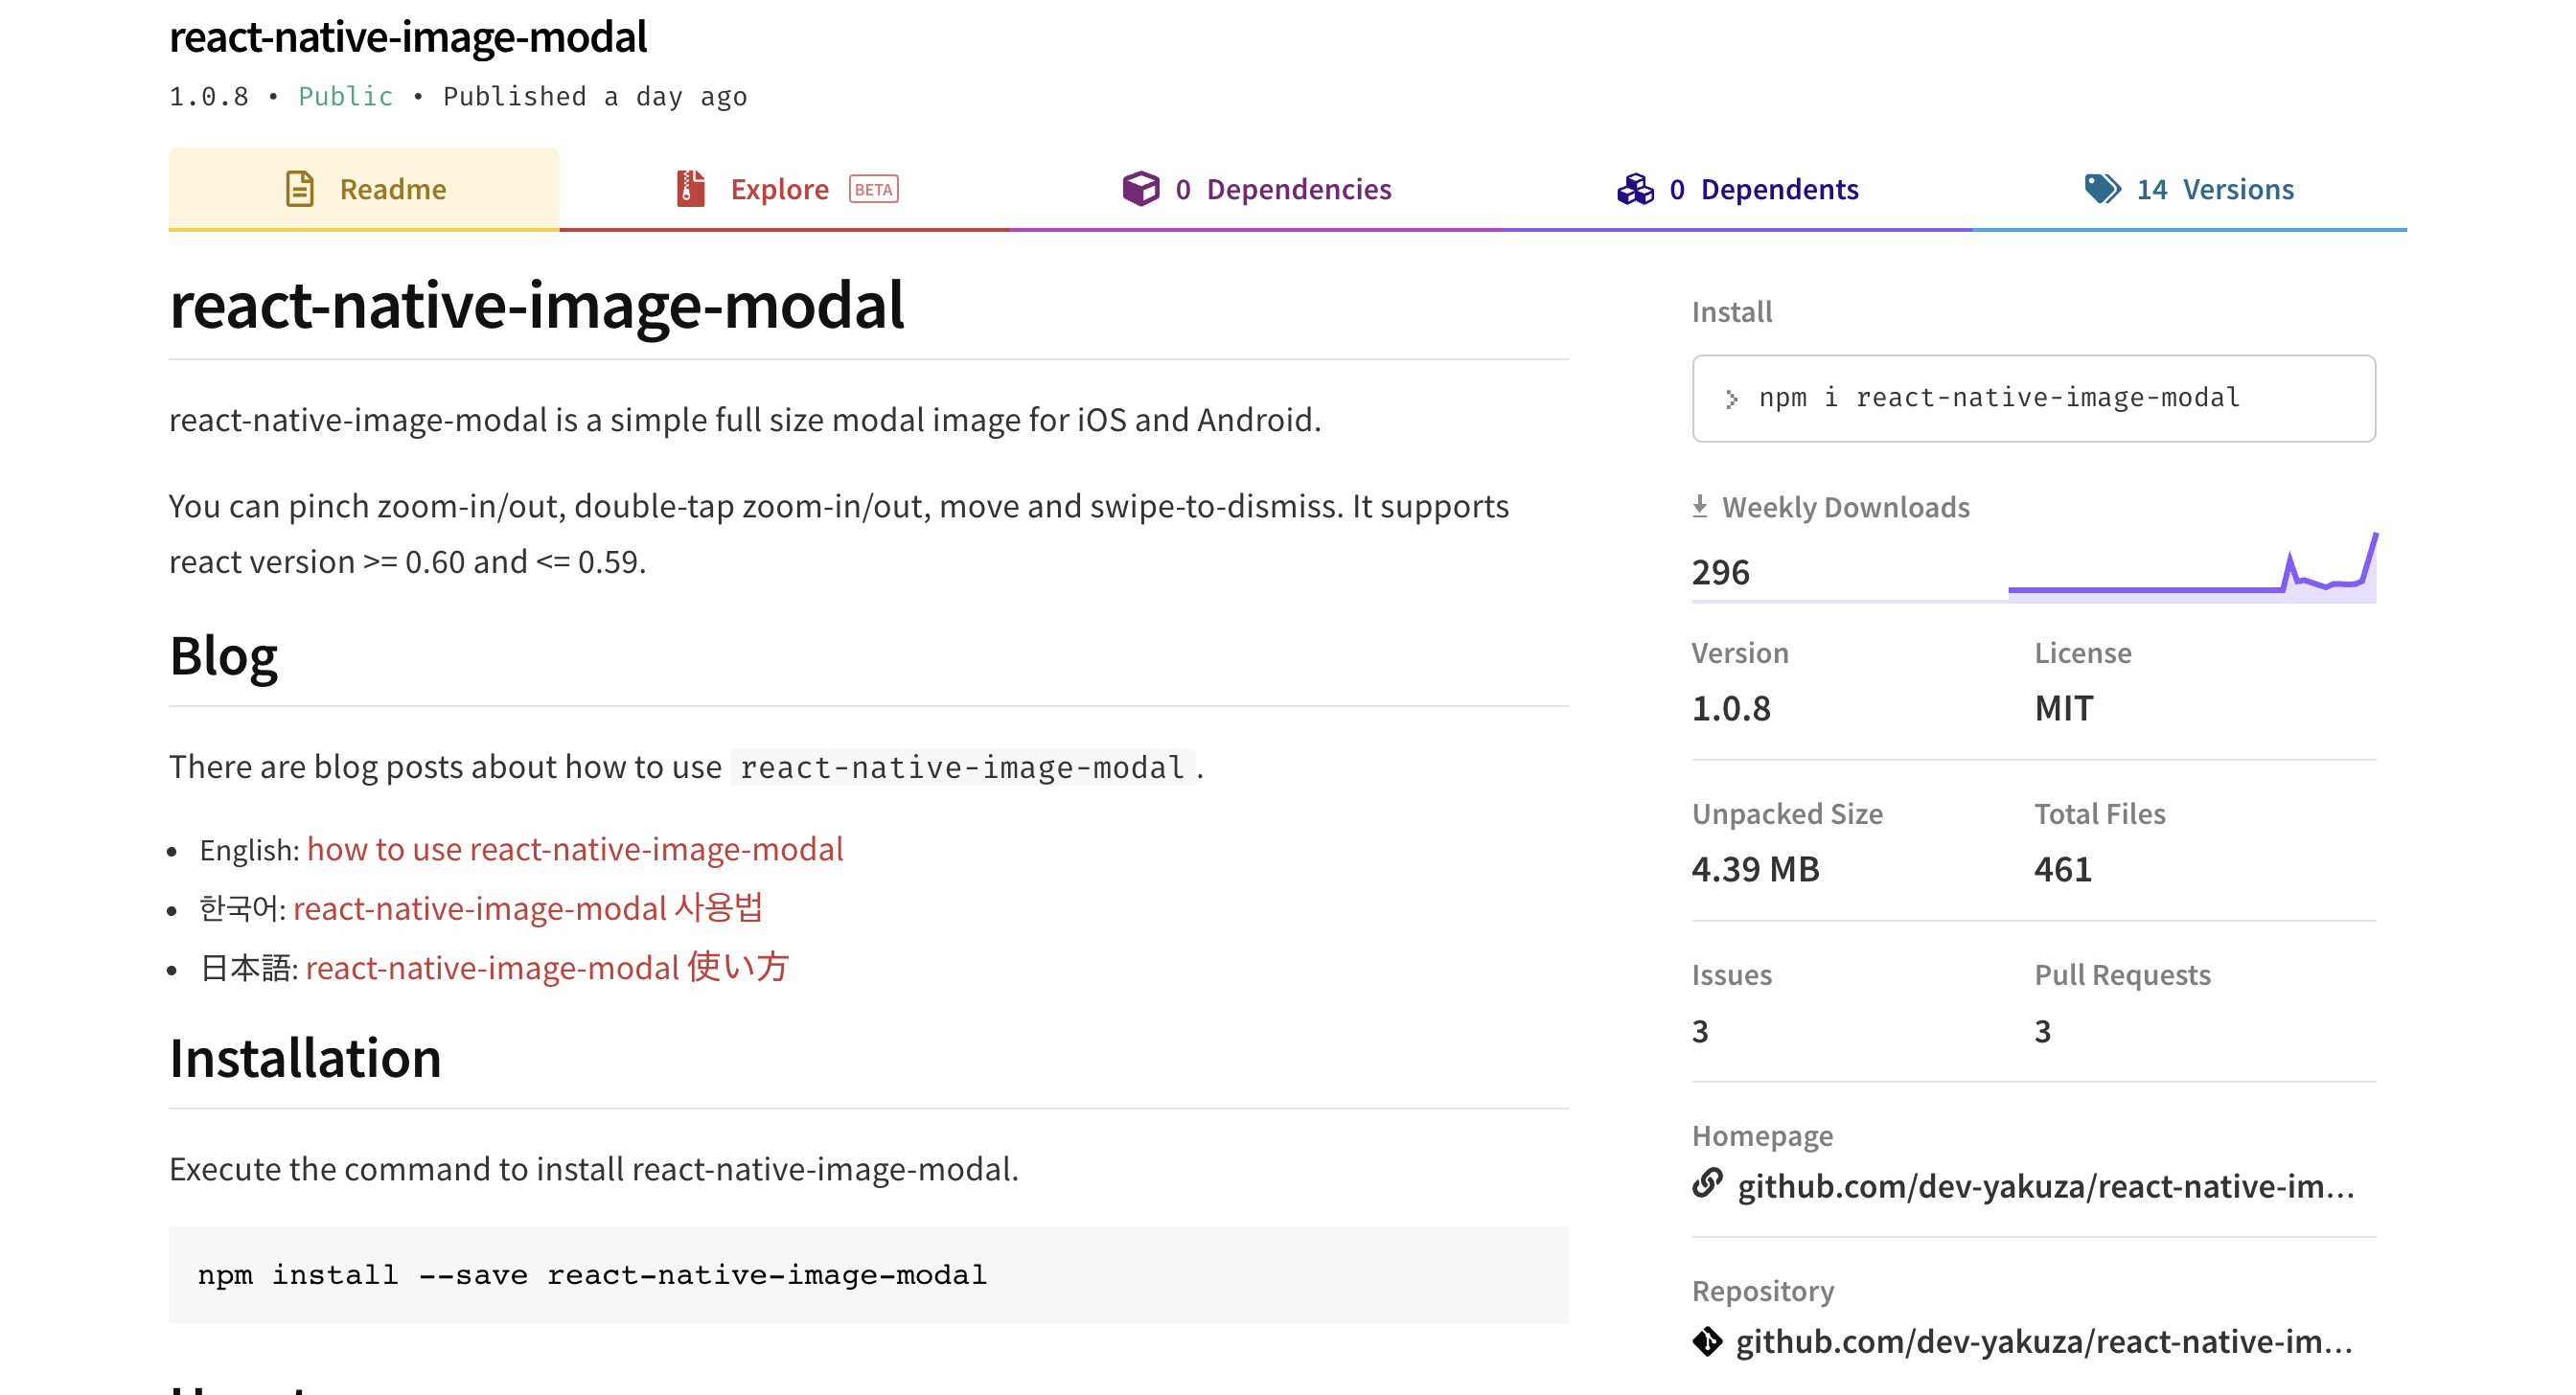 react-native-image-modal
1.0.8 • Public • Published a day ago
Readme
Explore BETA
0 Dependencies
0 Dependents
14 Versions
react-native-image-modal
react-native-image-modal is a simple full size modal image for iOS and Android.
You can pinch zoom-in/out, double-tap zoom-in/out, move and swipe-to-dismiss. It supports
react version >= 0.60 and <= 0.59.
Blog
There are blog posts about how to use react-native-image-modal.
• English: how to use react-native-image-modal
• 한국어: react-native-image-modal 사용법
• 日本語: react-native-image-modal 使い方
Installation
Execute the command to install react-native-image-modal.
npm install --save react-native-image-modal
Install
> npm i react-native-image-modal
Weekly Downloads
296
Version
License
1.0.8
MIT
Unpacked Size
Total Files
4.39 MB
461
Issues
Pull Requests
3
3
Homepage
github.com/dev-yakuza/react-native-im...
Repository
github.com/dev-yakuza/react-native-im...